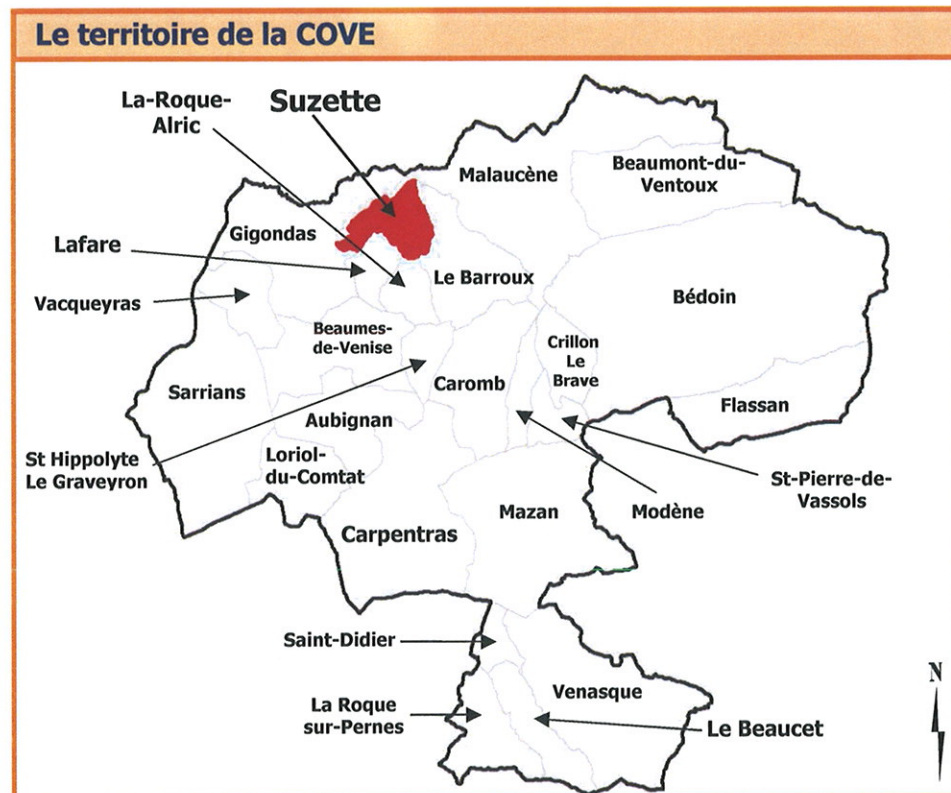 Le territoire de la COVE
La-Roque-
Alric
Suzette
Malaucène
Beaumont-du-
Ventoux
Gigondas
Lafare
Le Barroux
Vacqueyras
Bédoin
Beaumes-
de-Venise
Crillon
Le
Brave
Caromb
Sarrians
Flassan
Aubignan
St Hippolyte
Le Graveyron
Loriol-
du-Comtat
St-Pierre-de-
Vassols
Mazan
Modène
Carpentras
Saint-Didier
N
Venasque
La Roque
sur-Pernes
Le Beaucet